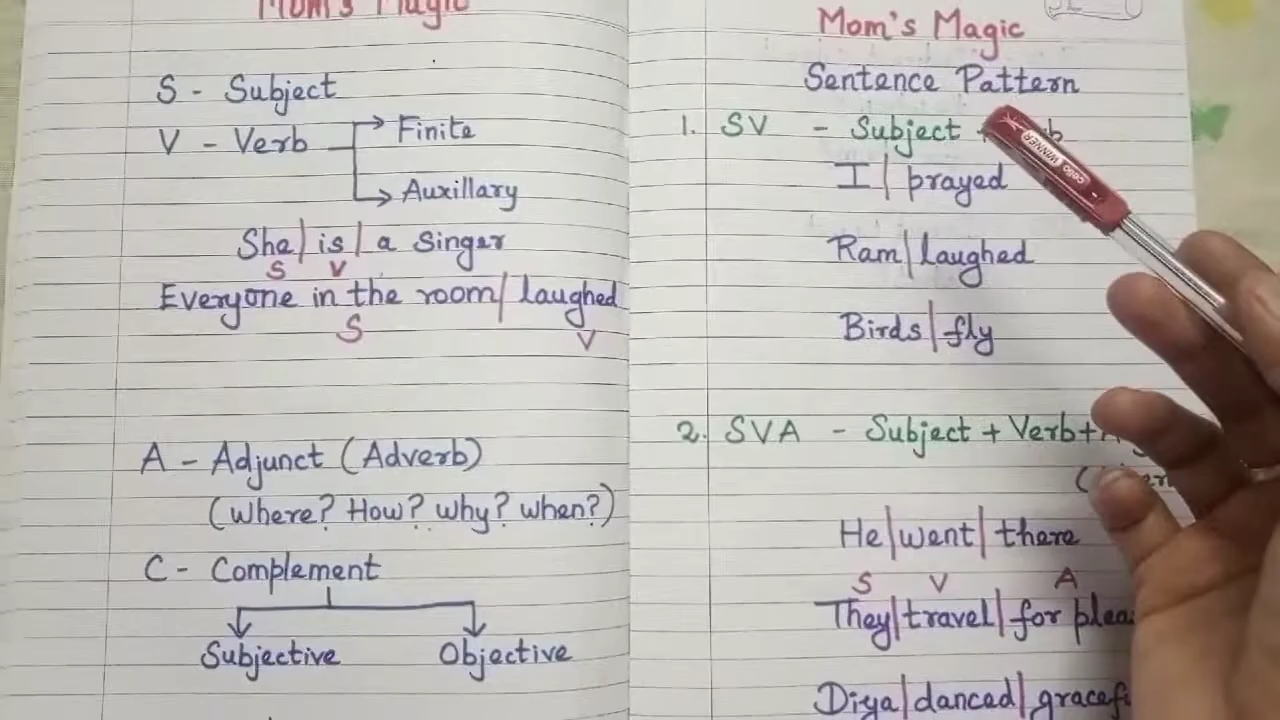 Mom's Magic
S - Subject
V - Verb
Finite
Auxillary
She | is | a singer
S V
Everyone in the room | laughed
S V
A - Adjunct (Adverb)
(Where? How? why? when?)
C - Complement
Subjective Objective
Mom's Magic
Sentence Pattern
1. SV - Subject
I | prayed
Ram | laughed
Birds | fly
2. SVA - Subject + Verb +
He | went | there
S V A
They | travel | for
Diya | danced |
cello WINNER